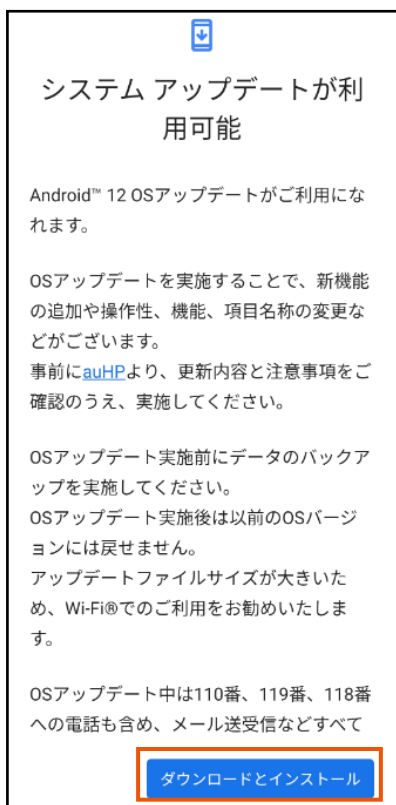 システム アップデートが利
用可能
Android™ 12 OSアップデートがご利用にな
れます。
OSアップデートを実施することで、新機能
の追加や操作性、機能、項目名称の変更な
どがございます。
事前にauHPより、更新内容と注意事項をご
確認のうえ、実施してください。
OSアップデート実施前にデータのバックア
ップを実施してください。
OSアップデート実施後は以前のOSバージ
ョンには戻せません。
アップデートファイルサイズが大きいた
め、Wi-Fi®でのご利用をお勧めいたしま
す。
OSアップデート中は110番、119番、118番
への電話も含め、メール送受信などすべて
ダウンロードとインストール